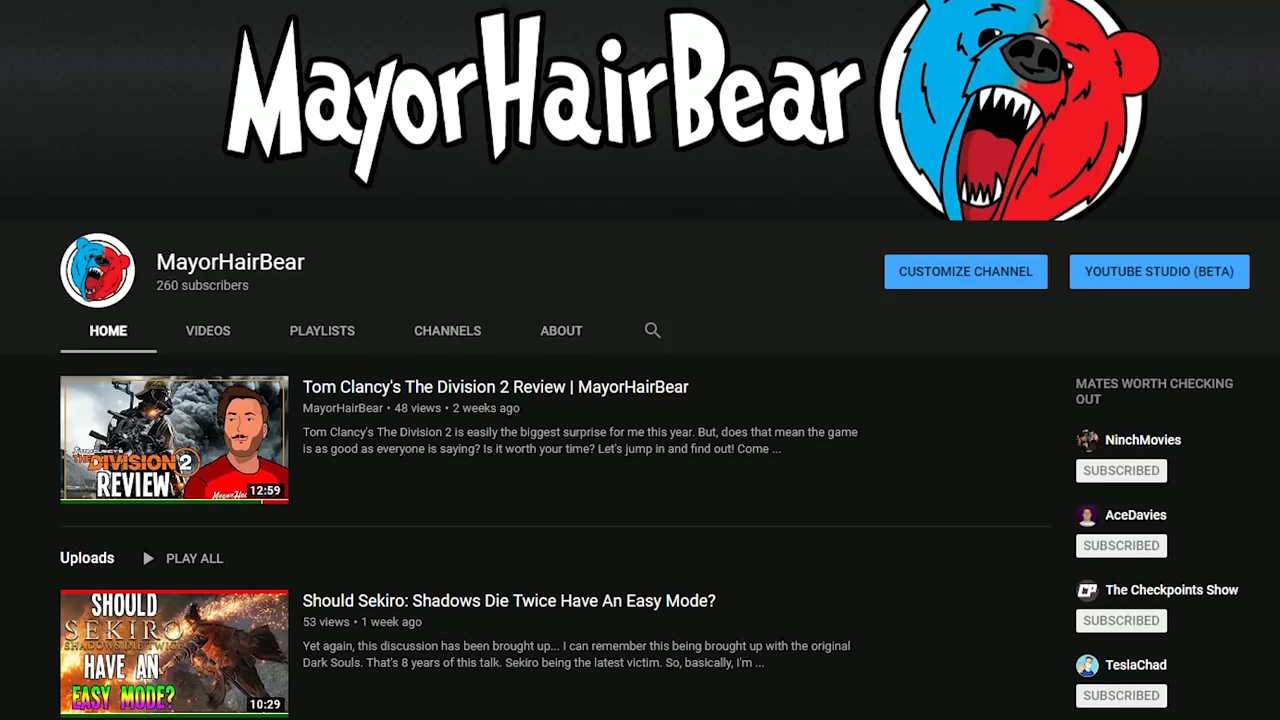 MayorHairBear
MayorHairBear
260 subscribers
CUSTOMIZE CHANNEL
YOUTUBE STUDIO (BETA)
HOME
VIDEOS
PLAYLISTS
CHANNELS
ABOUT
THE DIVISION 2
REVIEW
12:59
Tom Clancy's The Division 2 Review | MayorHairBear
MayorHairBear • 48 views • 2 weeks ago
Tom Clancy's The Division 2 is easily the biggest surprise for me this year. But, does that mean the game
is as good as everyone is saying? Is it worth your time? Let's jump in and find out! Come ...
Uploads
PLAY ALL
SHOULD
SEKIRO
SHADOWS DIE TWICE
HAVE AN
EASY MODE?
10:29
Should Sekiro: Shadows Die Twice Have An Easy Mode?
53 views • 1 week ago
Yet again, this discussion has been brought up... I can remember this being brought up with the original
Dark Souls. That's 8 years of this talk. Sekiro being the latest victim. So, basically, I'm ...
MATES WORTH CHECKING
OUT
NinchMovies
SUBSCRIBED
AceDavies
SUBSCRIBED
The Checkpoints Show
SUBSCRIBED
TeslaChad
SUBSCRIBED